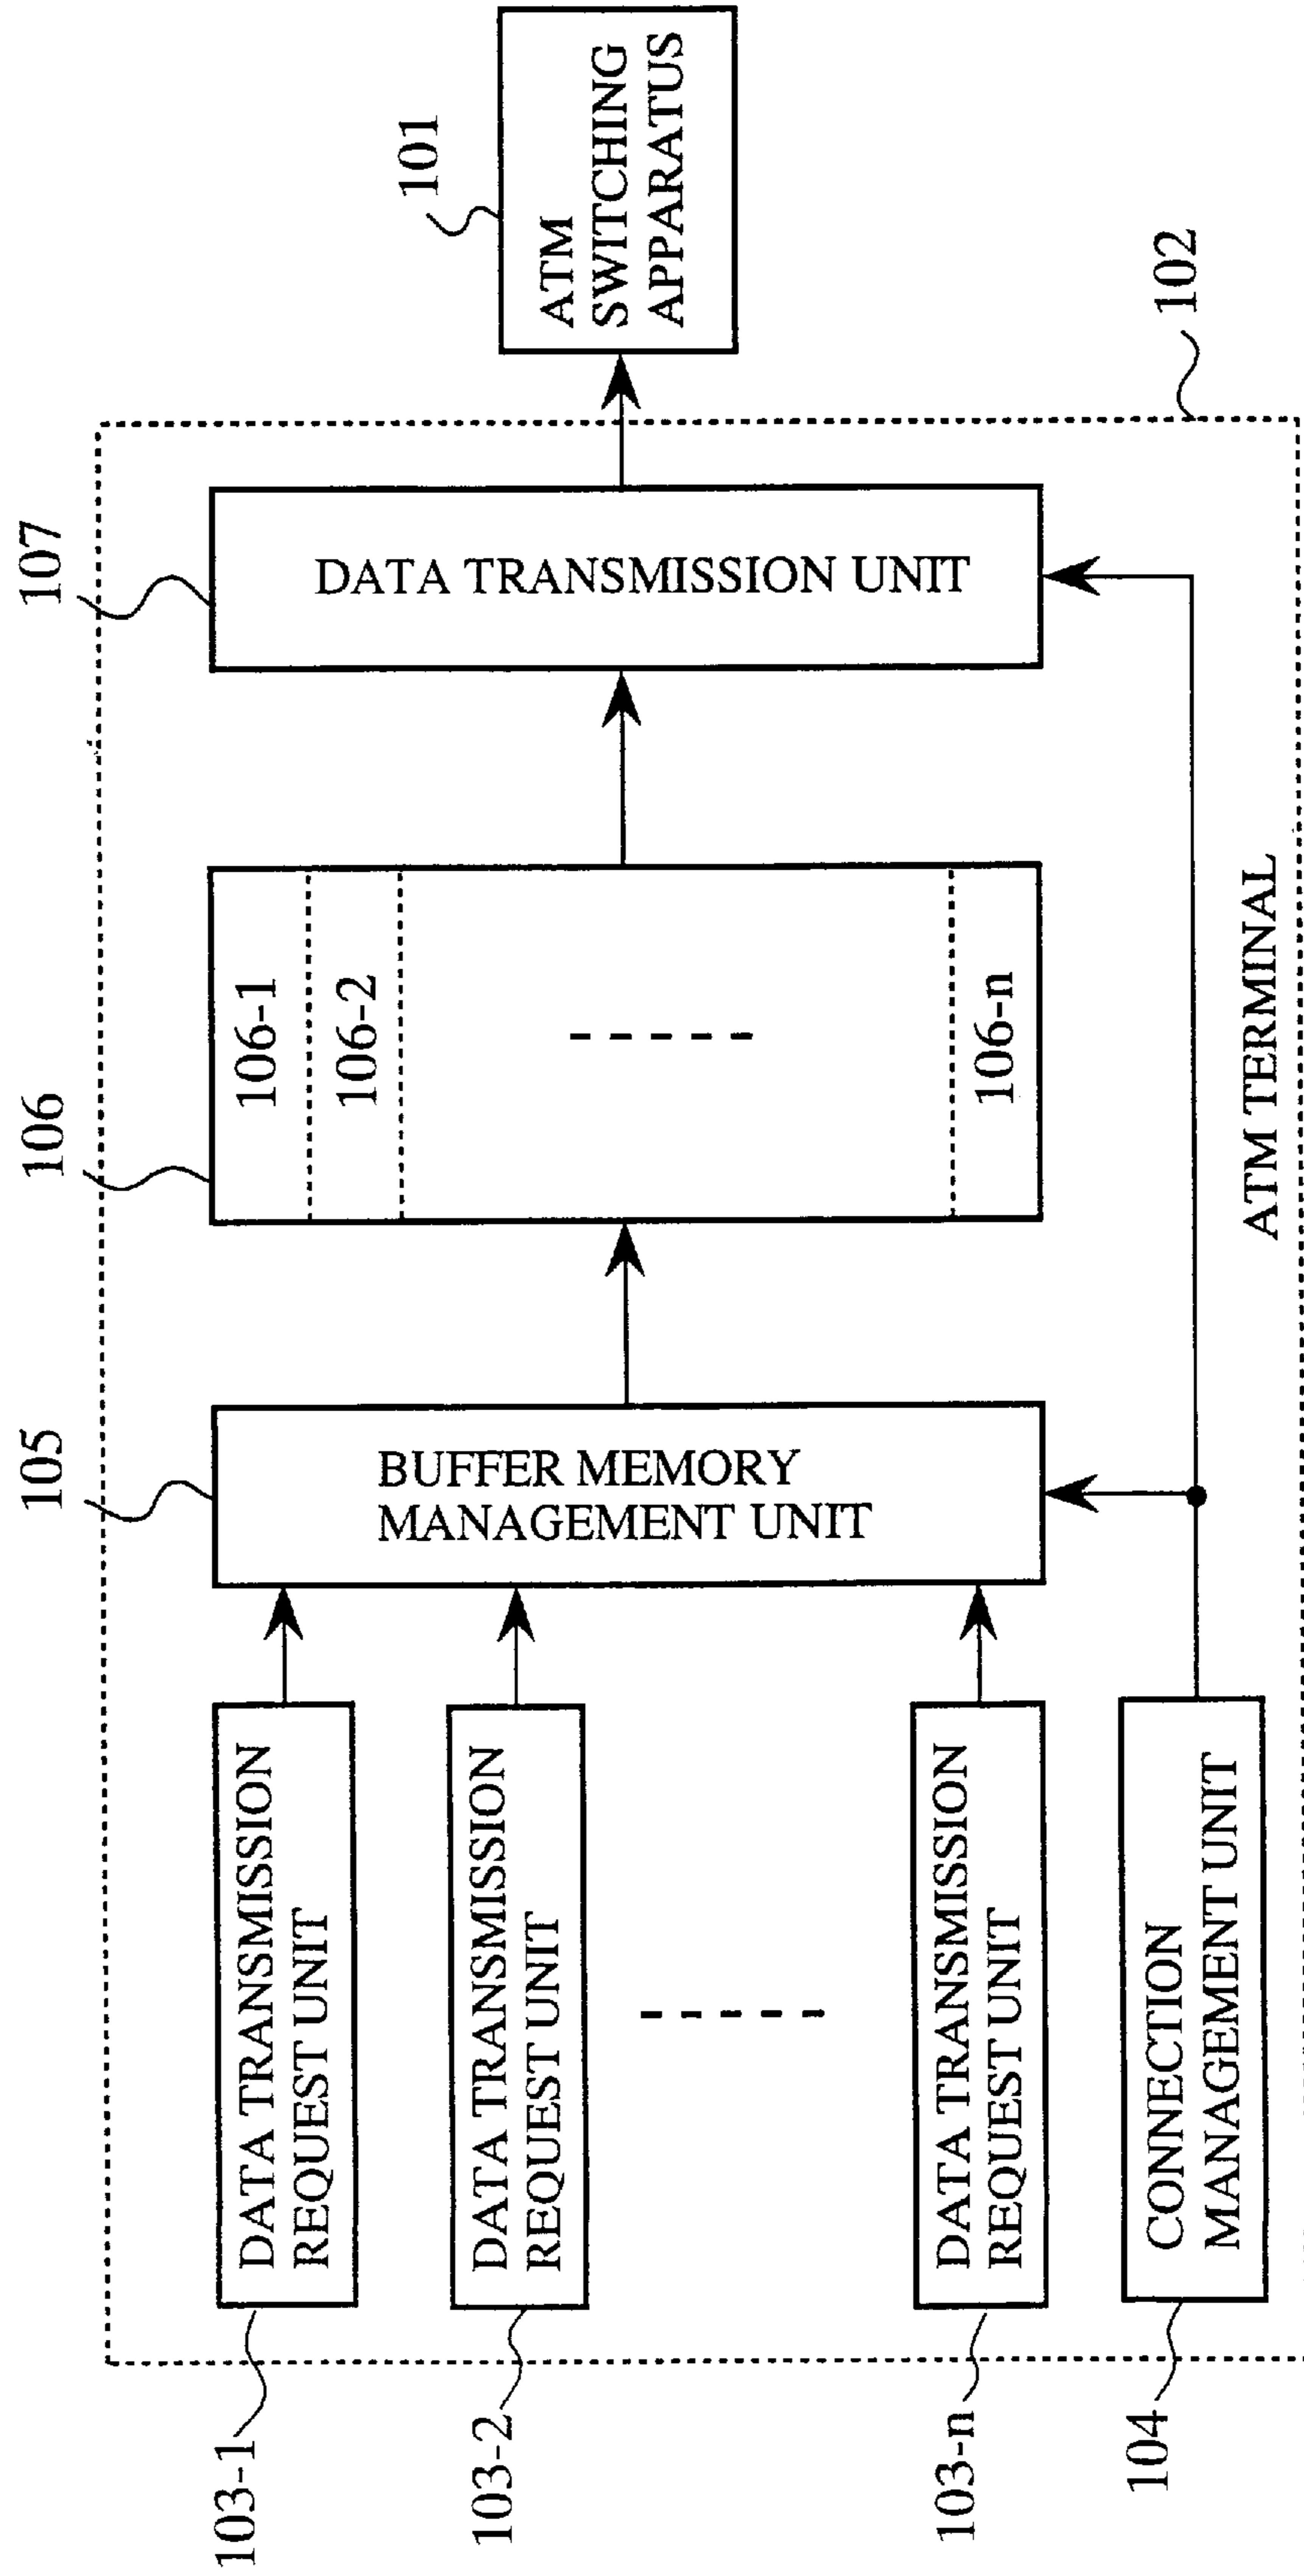 101
ATM
SWITCHING
APPARATUS
102
107
DATA TRANSMISSION UNIT
106
106-1
106-2
106-n
105
BUFFER MEMORY
MANAGEMENT UNIT
103-1
DATA TRANSMISSION
REQUEST UNIT
103-2
DATA TRANSMISSION
REQUEST UNIT
103-n
DATA TRANSMISSION
REQUEST UNIT
104
CONNECTION
MANAGEMENT UNIT
ATM TERMINAL